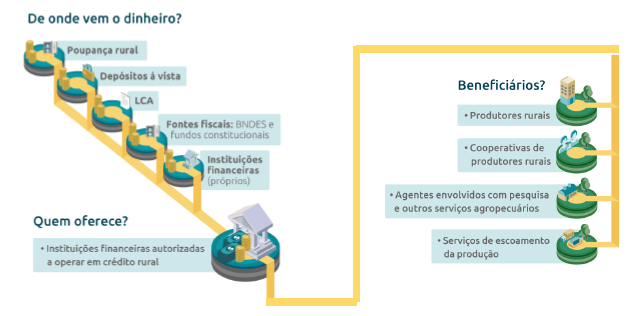 De onde vem o dinheiro?
Poupança rural
Depósitos à vista
LCA
Fontes fiscais: BNDES e
fundos constitucionais
Instituições
financeiras
(próprios)
Quem oferece?
• Instituições financeiras autorizadas
a operar em crédito rural
Beneficiários?
• Produtores rurais
• Cooperativas de
produtores rurais
• Agentes envolvidos com pesquisa
e outros serviços agropecuários
• Serviços de escoamento
da produção